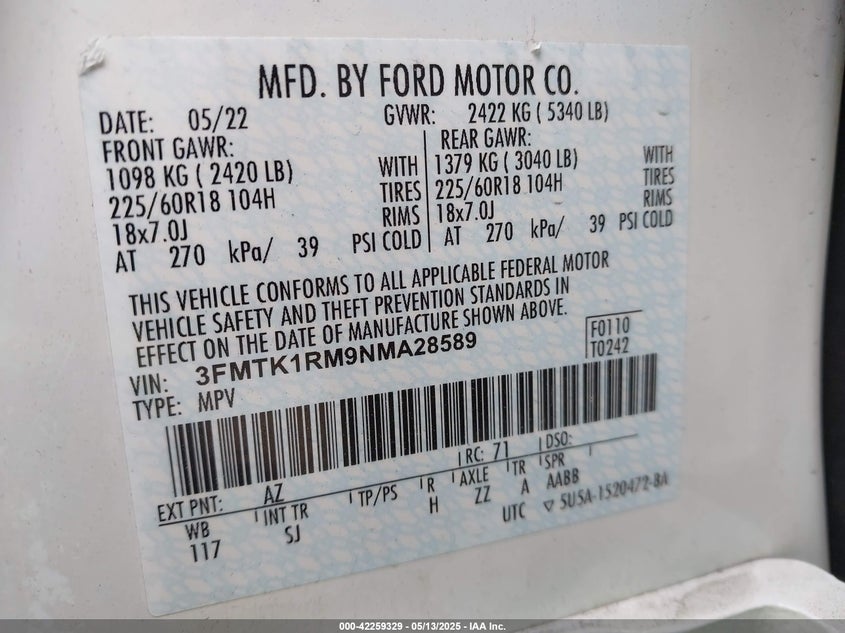 MFD. BY FORD MOTOR CO.
DATE: 05/22 GVWR: 2422 KG ( 5340 LB)
FRONT GAWR: REAR GAWR:
1098 KG ( 2420 LB) WITH 1379 KG ( 3040 LB) WITH
225/60R18 104H TIRES 225/60R18 104H TIRES
18x7.0J RIMS 18x7.0J RIMS
AT 270 kPa/ 39 PSI COLD AT 270 kPa/ 39 PSI COLD
THIS VEHICLE CONFORMS TO ALL APPLICABLE FEDERAL MOTOR
VEHICLE SAFETY AND THEFT PREVENTION STANDARDS IN
EFFECT ON THE DATE OF MANUFACTURE SHOWN ABOVE.
F0110
VIN: 3FMTK1RM9NMA28589 T0242
TYPE: MPV
RC: 71 DSO:
EXT PNT: AZ
WB INT TR TP/PS R AXLE TR SPR
117 SJ H ZZ A AABB
UTC ▽ 5U5A-1520472-BA
000-42259329 - 05/13/2025 - IAA Inc.